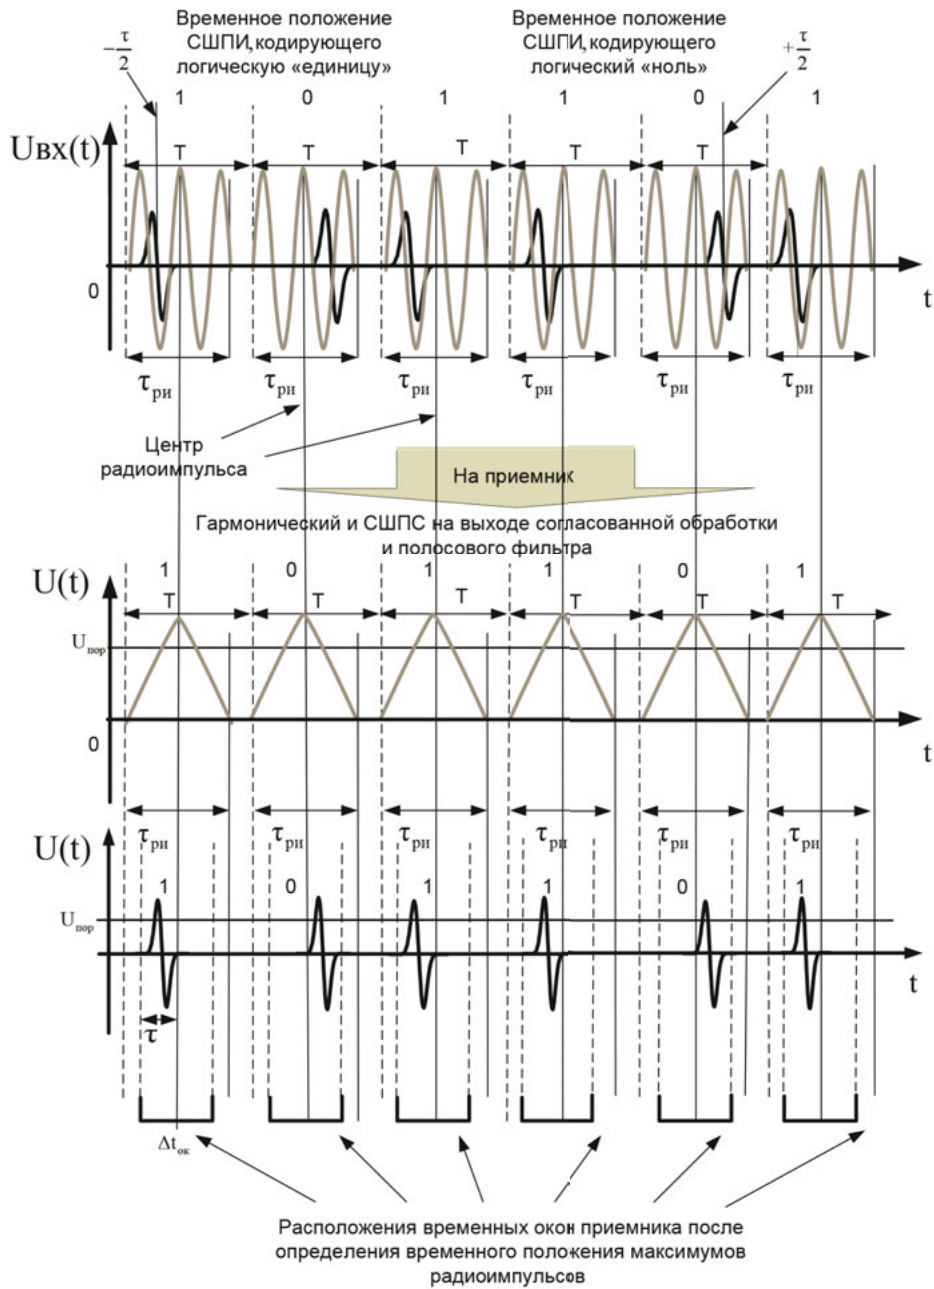 Временное положение
СШПИ, кодирующего
логическую «единицу»
Временное положение
СШПИ, кодирующего
логический «ноль»
−τ/2
+τ/2
1 0 1 1 0 1
Uвх(t)
T T T T T T
0
t
τри τри τри τри τри τри
Центр
радиоимпульса
На приемник
Гармонический и СШПС на выходе согласованной обработки
и полосового фильтра
1 0 1 1 0 1
U(t)
T T T T T T
Uпор
0
t
τри τри τри τри τри τри
U(t)
1 0 1 1 0 1
Uпор
t
τ
Δtок
Расположения временных окон приемника после
определения временного положения максимумов
радиоимпульсов